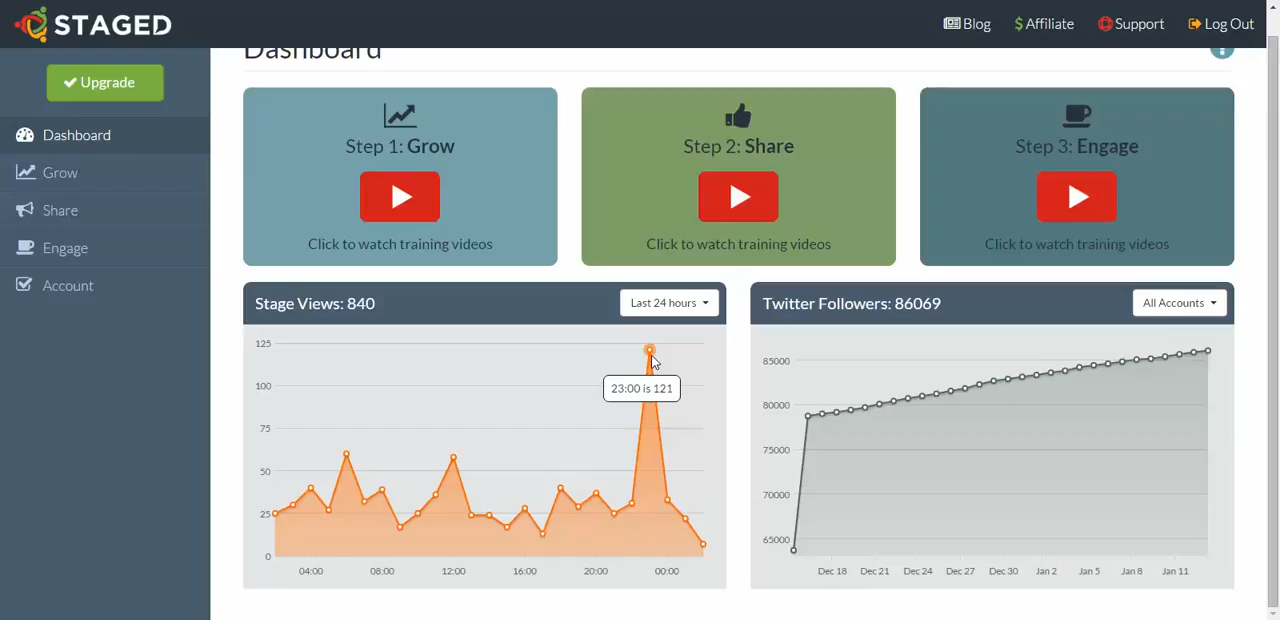 STAGED
Blog
$ Affiliate
Support
Log Out
Upgrade
Dashboard
Grow
Share
Engage
Account
Dashboard
Step 1: Grow
Click to watch training videos
Step 2: Share
Click to watch training videos
Step 3: Engage
Click to watch training videos
Stage Views: 840
Last 24 hours
125
100
75
50
25
0
23:00 is 121
04:00
08:00
12:00
16:00
20:00
00:00
Twitter Followers: 86069
All Accounts
85000
80000
75000
70000
65000
Dec 18
Dec 21
Dec 24
Dec 27
Dec 30
Jan 2
Jan 5
Jan 8
Jan 11